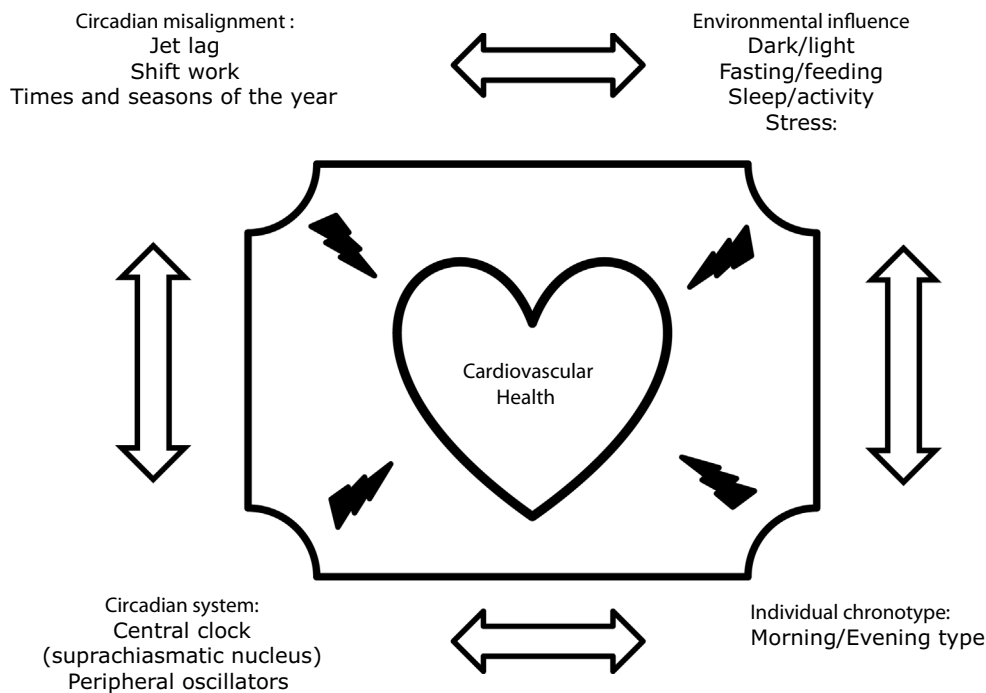 Circadian misalignment :
Jet lag
Shift work
Times and seasons of the year
Environmental influence
Dark/light
Fasting/feeding
Sleep/activity
Stress:
Cardiovascular
Health
Circadian system:
Central clock
(suprachiasmatic nucleus)
Peripheral oscillators
Individual chronotype:
Morning/Evening type